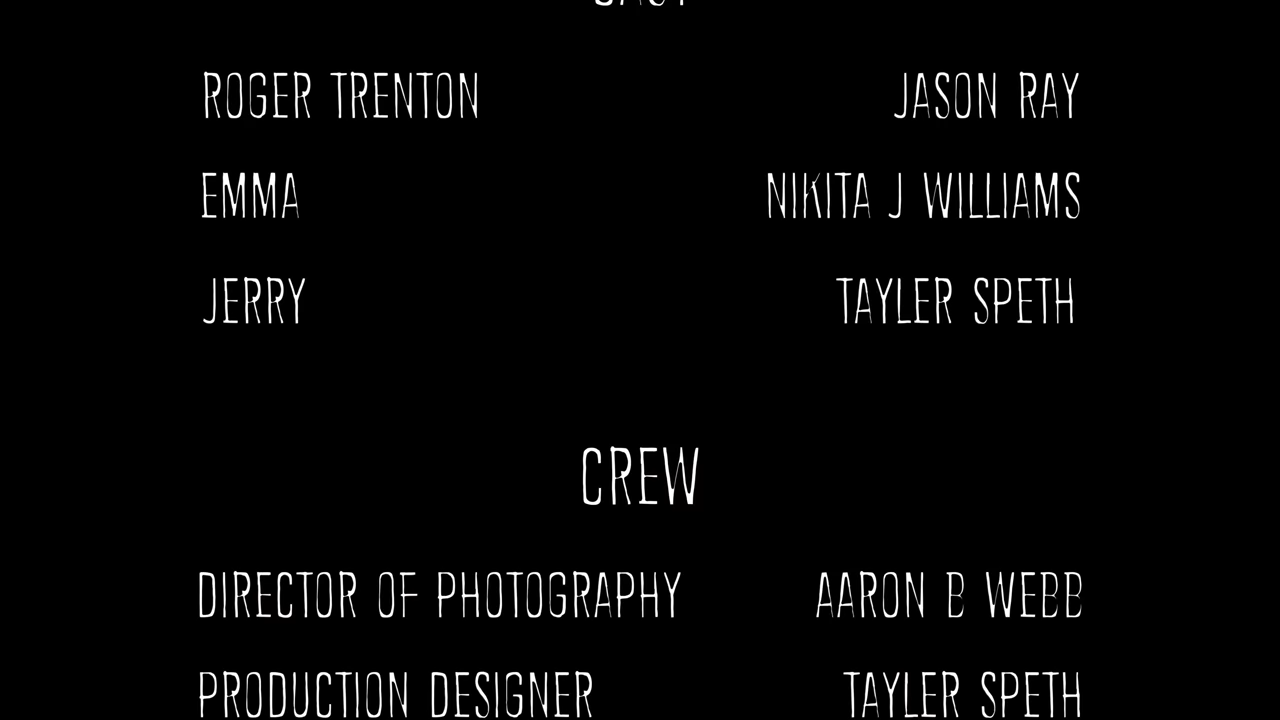 CAST
ROGER TRENTON JASON RAY
EMMA NIKITA J WILLIAMS
JERRY TAYLER SPETH
CREW
DIRECTOR OF PHOTOGRAPHY AARON B WEBB
PRODUCTION DESIGNER TAYLER SPETH